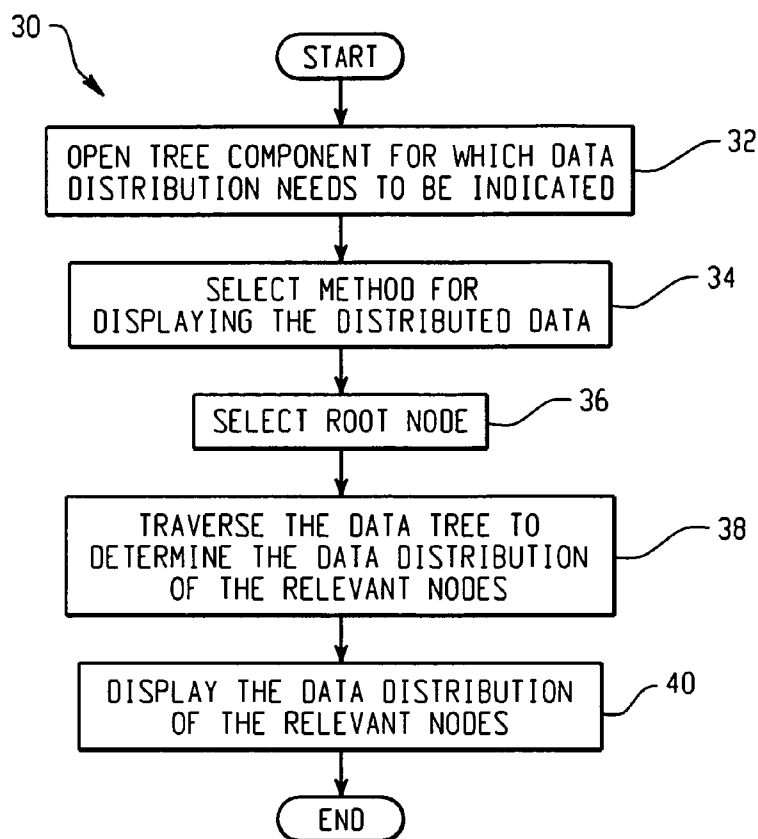 30
START
OPEN TREE COMPONENT FOR WHICH DATA
DISTRIBUTION NEEDS TO BE INDICATED
32
SELECT METHOD FOR
DISPLAYING THE DISTRIBUTED DATA
34
SELECT ROOT NODE
36
TRAVERSE THE DATA TREE TO
DETERMINE THE DATA DISTRIBUTION
OF THE RELEVANT NODES
38
DISPLAY THE DATA DISTRIBUTION
OF THE RELEVANT NODES
40
END